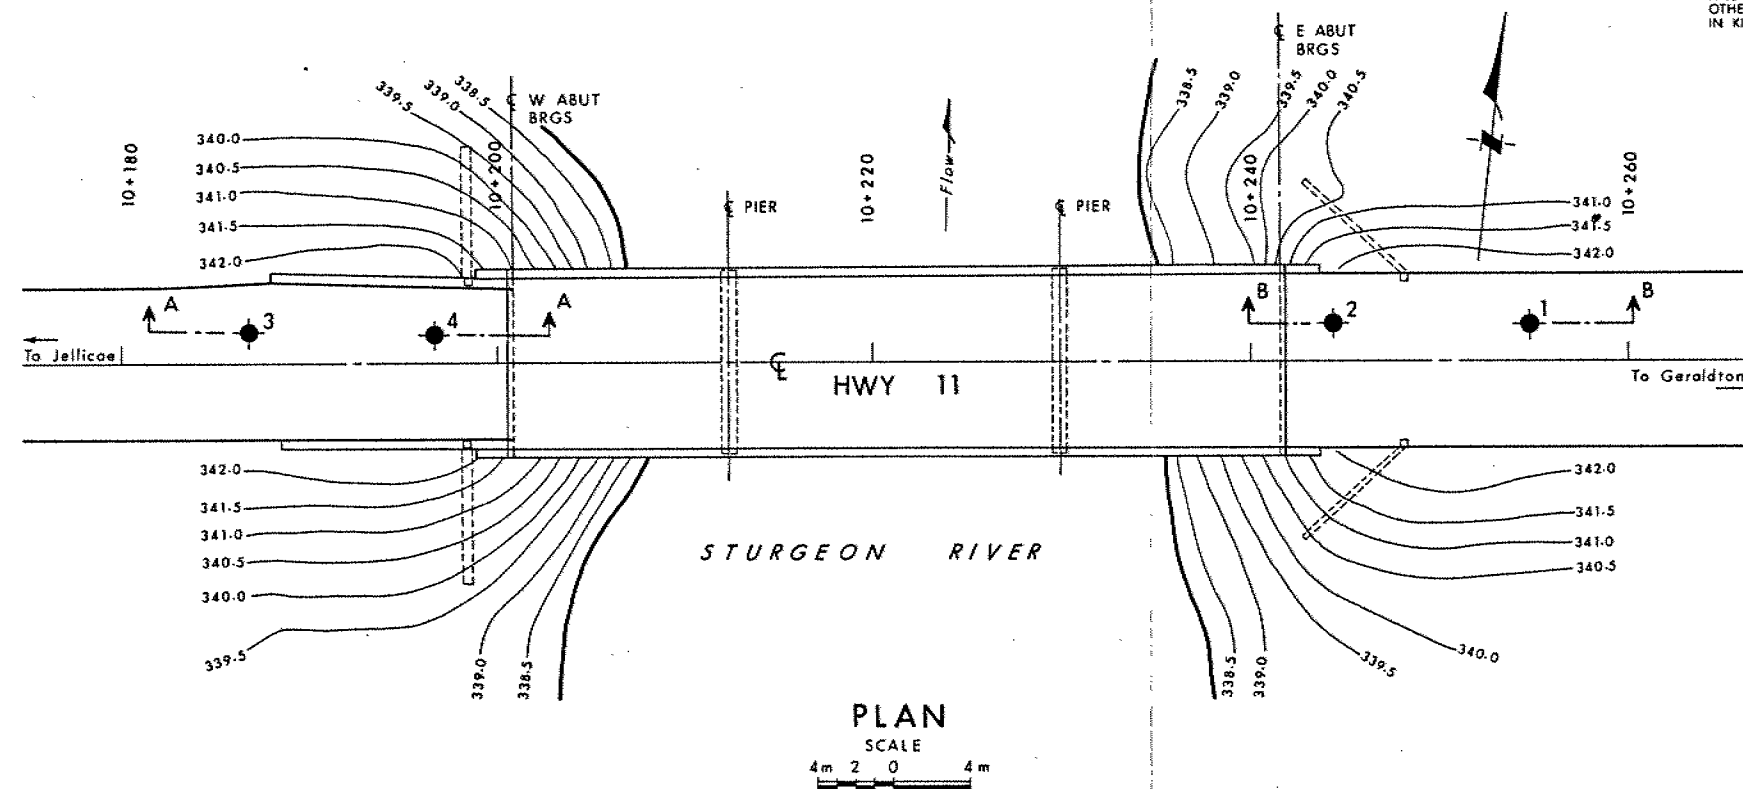 OTHE
IN KI
℄ E ABUT
BRGS
℄ W ABUT
BRGS
339.5
339.0
338.5
338.5
339.0
339.5
340.0
340.5
340.0
340.5
341.0
341.5
342.0
10+180
10+200
10+220
10+240
10+260
Flow
N
℄ PIER
℄ PIER
341.0
341.5
342.0
A
3
4
A
B
2
1
B
To Jellicoe
℄ HWY 11
To Geraldton
342.0
341.5
341.0
340.5
340.0
339.5
339.0
338.5
STURGEON RIVER
342.0
341.5
341.0
340.5
340.0
339.5
338.5
339.0
PLAN
SCALE
4m 2 0 4m